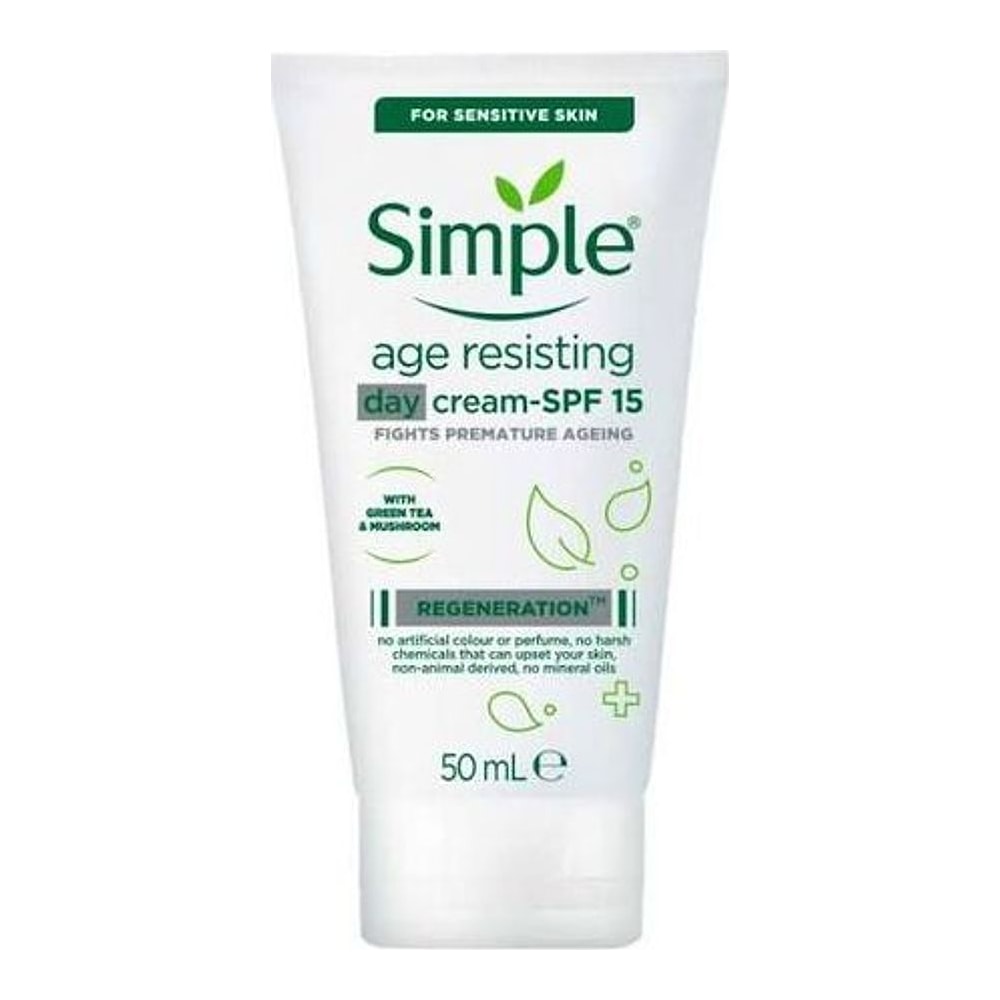 FOR SENSITIVE SKIN
Simple®
age resisting
day cream-SPF 15
FIGHTS PREMATURE AGEING
WITH
GREEN TEA
& MUSHROOM
REGENERATION™
no artificial colour or perfume, no harsh
chemicals that can upset your skin,
non-animal derived, no mineral oils
50 mL ℮